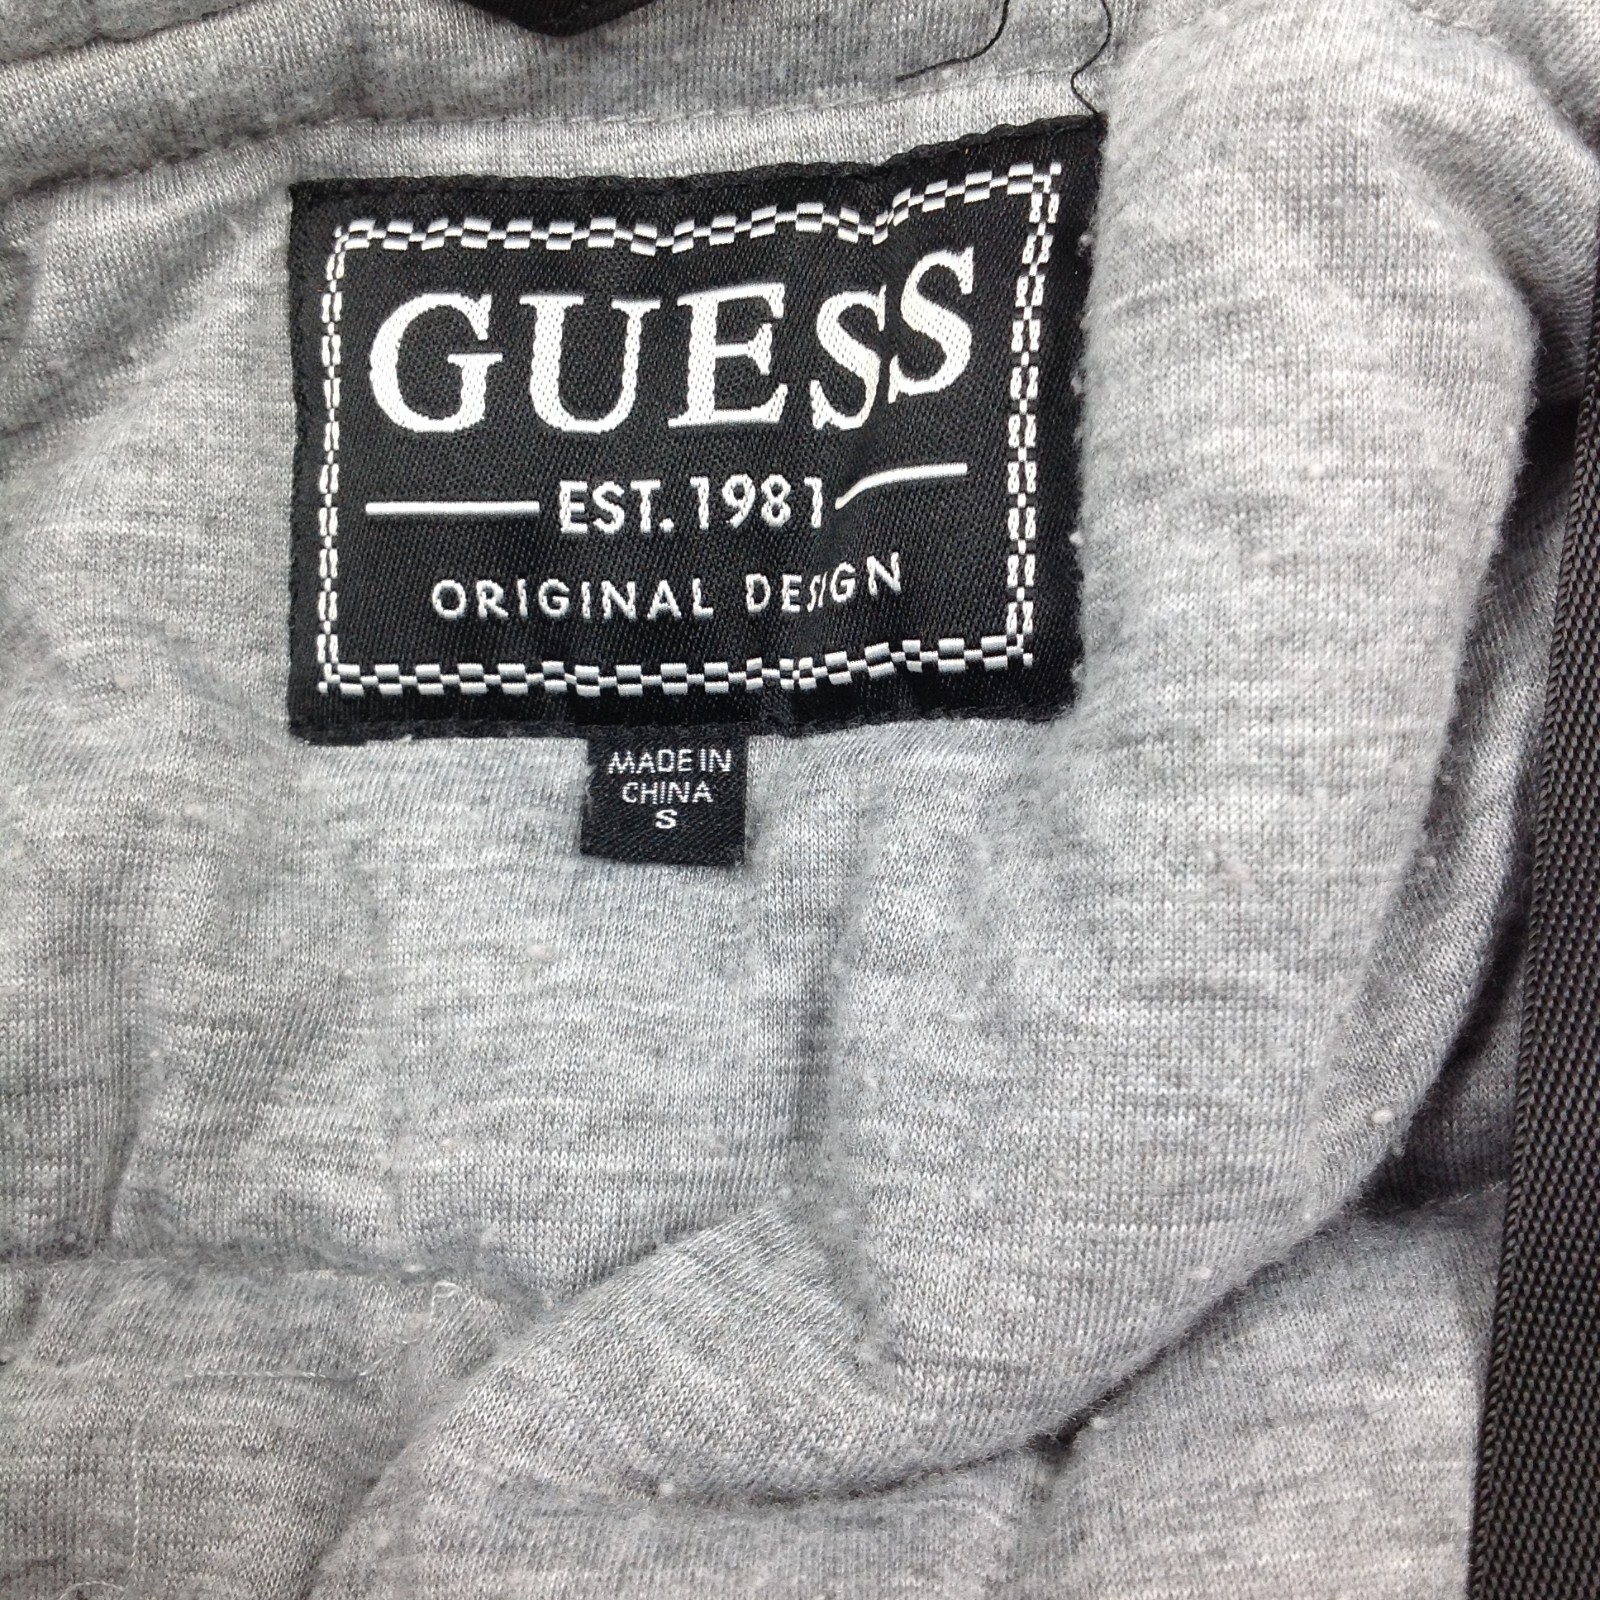 GUESS
EST. 1981
ORIGINAL DESIGN
MADE IN
CHINA
S